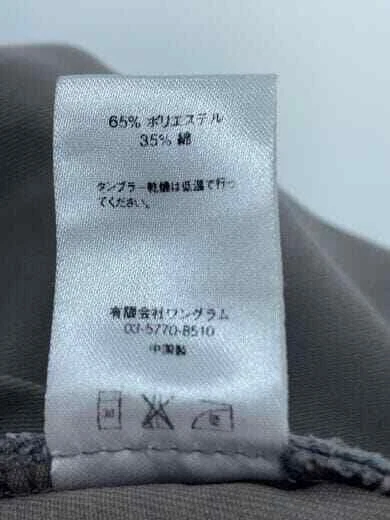 65% ポリエステル
35% 綿
タンブラー乾燥は低温で行っ
てください。
有限会社ワングラム
03-5770-8510
中国製